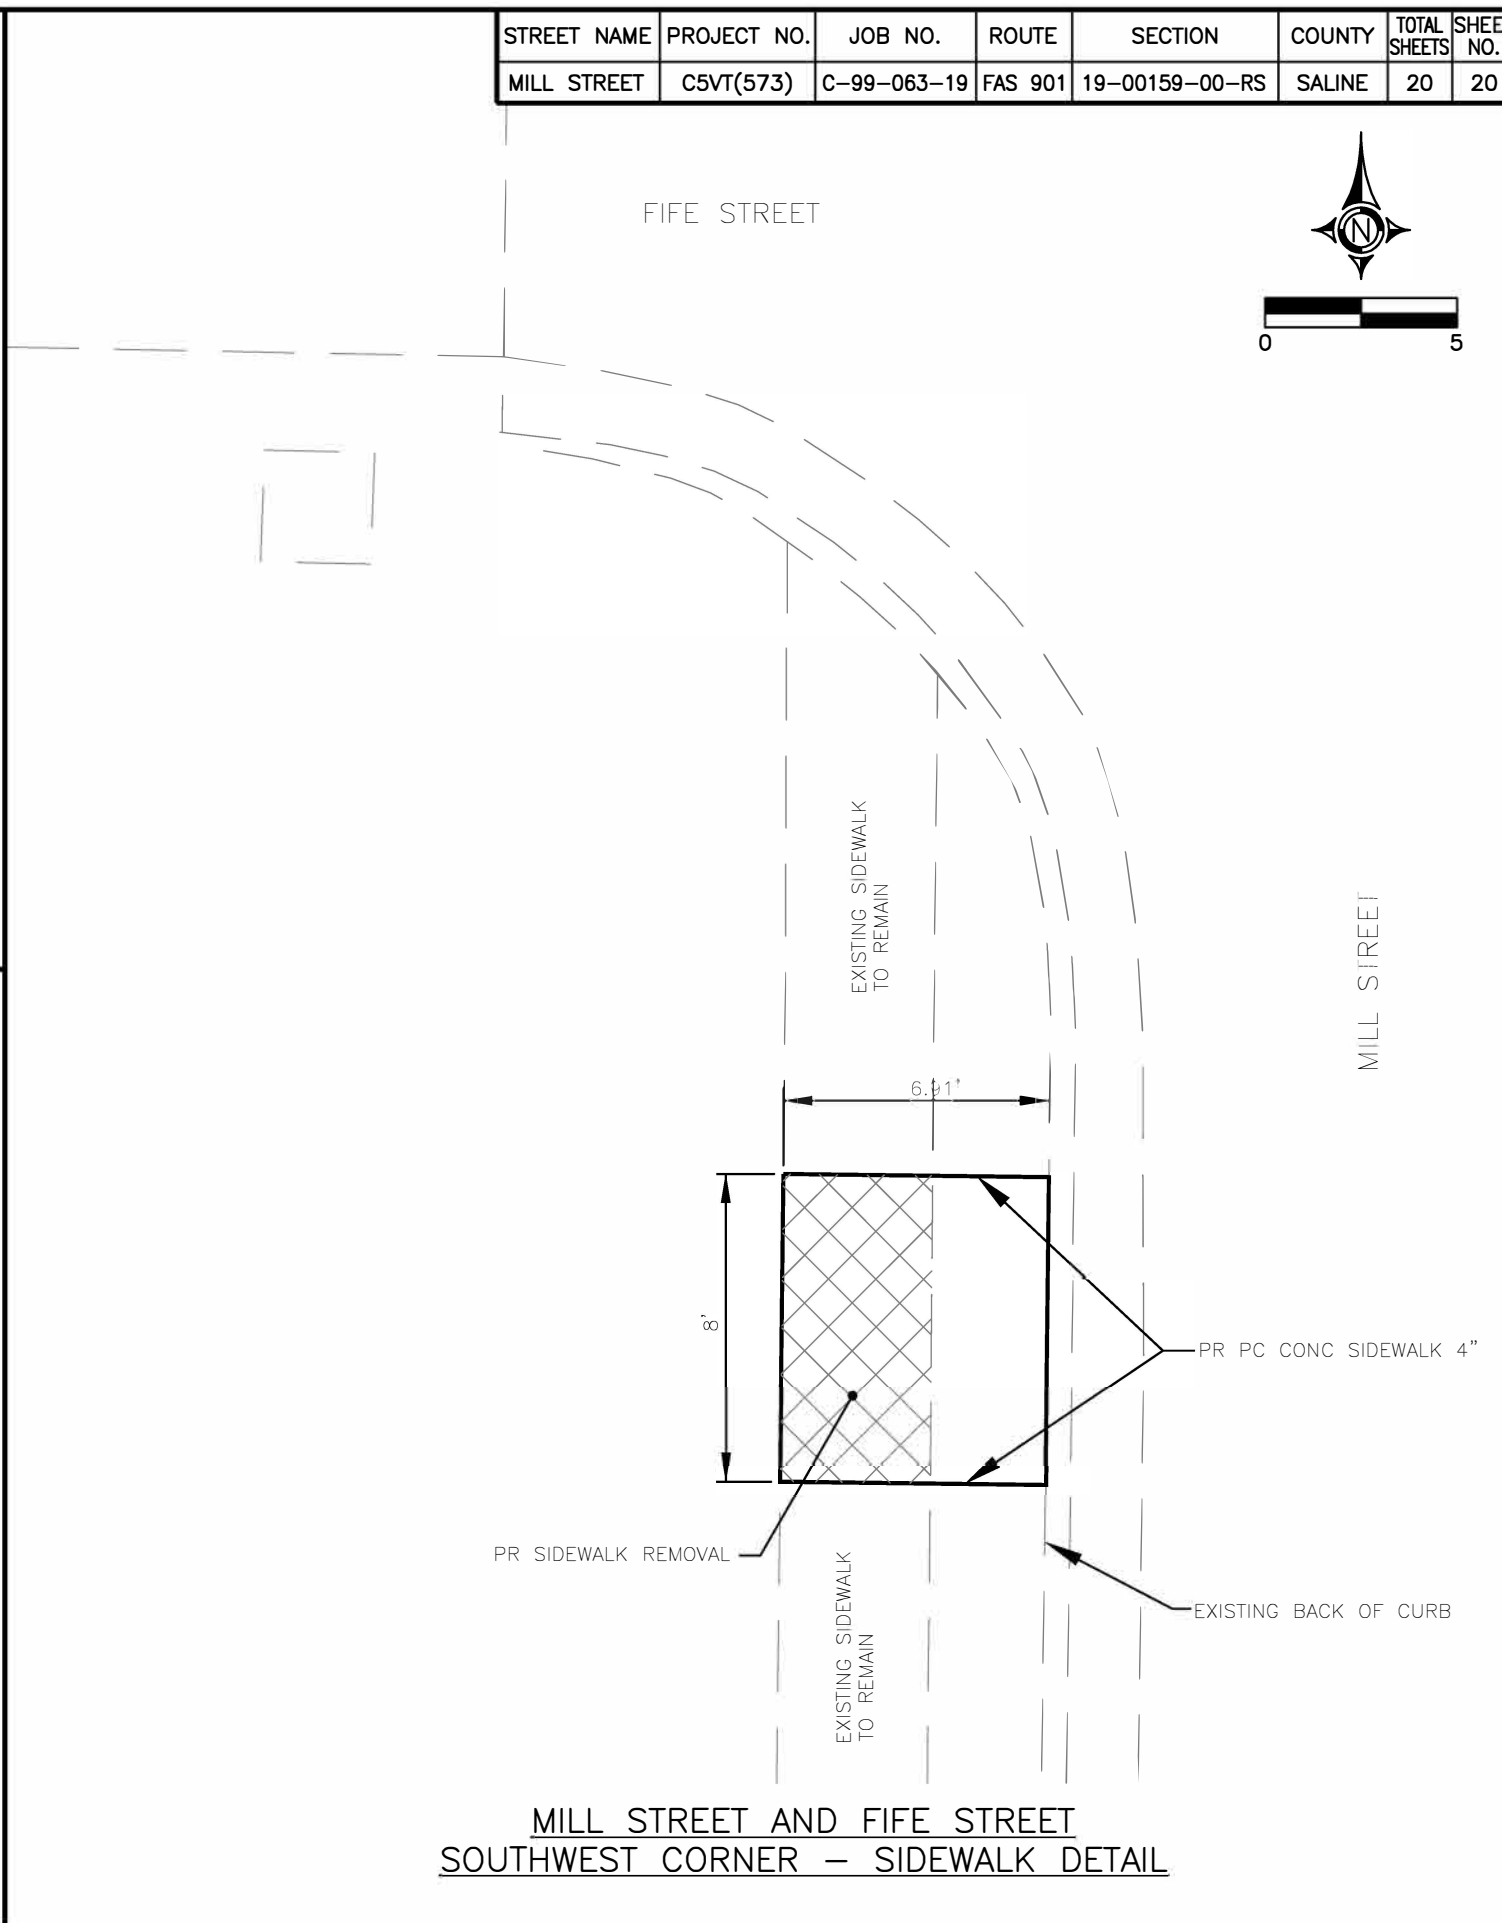 STREET NAME PROJECT NO. JOB NO. ROUTE SECTION COUNTY TOTAL SHEETS NO.
MILL STREET C5VT(573) C-99-063-19 FAS 901 19-00159-00-RS SALINE 20 20
FIFE STREET
N
0 5
EXISTING SIDEWALK
TO REMAIN
MILL STREET
6.91'
8'
PR PC CONC SIDEWALK 4"
PR SIDEWALK REMOVAL
EXISTING SIDEWALK
TO REMAIN
EXISTING BACK OF CURB
MILL STREET AND FIFE STREET
SOUTHWEST CORNER – SIDEWALK DETAIL